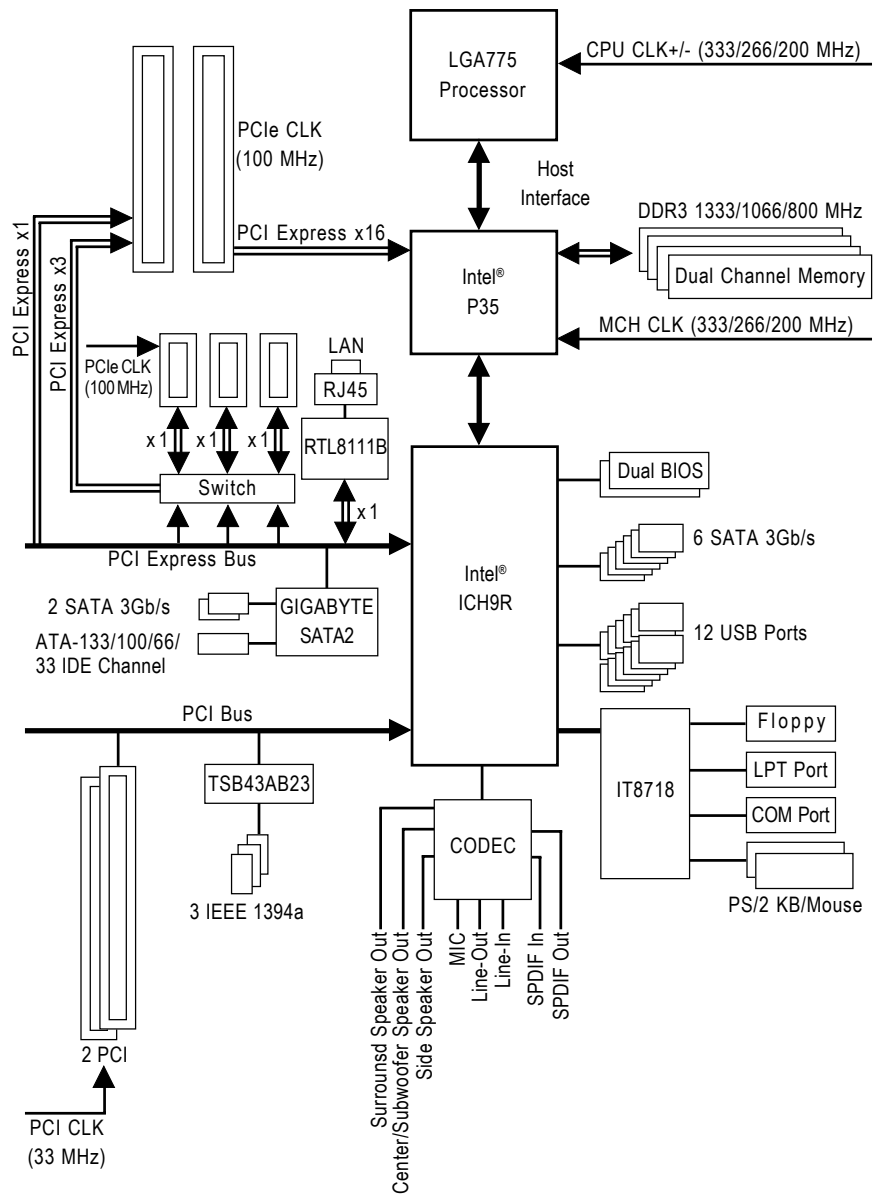 LGA775
Processor
CPU CLK+/- (333/266/200 MHz)
PCIe CLK
(100 MHz)
Host
Interface
DDR3 1333/1066/800 MHz
Dual Channel Memory
PCI Express x1
PCI Express x3
PCI Express x16
Intel®
P35
MCH CLK (333/266/200 MHz)
PCIe CLK
(100 MHz)
LAN
RJ45
RTL8111B
x1
x1
x1
Switch
x1
PCI Express Bus
Dual BIOS
6 SATA 3Gb/s
Intel®
ICH9R
2 SATA 3Gb/s
GIGABYTE
SATA2
ATA-133/100/66/
33 IDE Channel
12 USB Ports
PCI Bus
TSB43AB23
3 IEEE 1394a
IT8718
Floppy
LPT Port
COM Port
PS/2 KB/Mouse
CODEC
Surrounsd Speaker Out
Center/Subwoofer Speaker Out
Side Speaker Out
MIC
Line-Out
Line-In
SPDIF In
SPDIF Out
2 PCI
PCI CLK
(33 MHz)